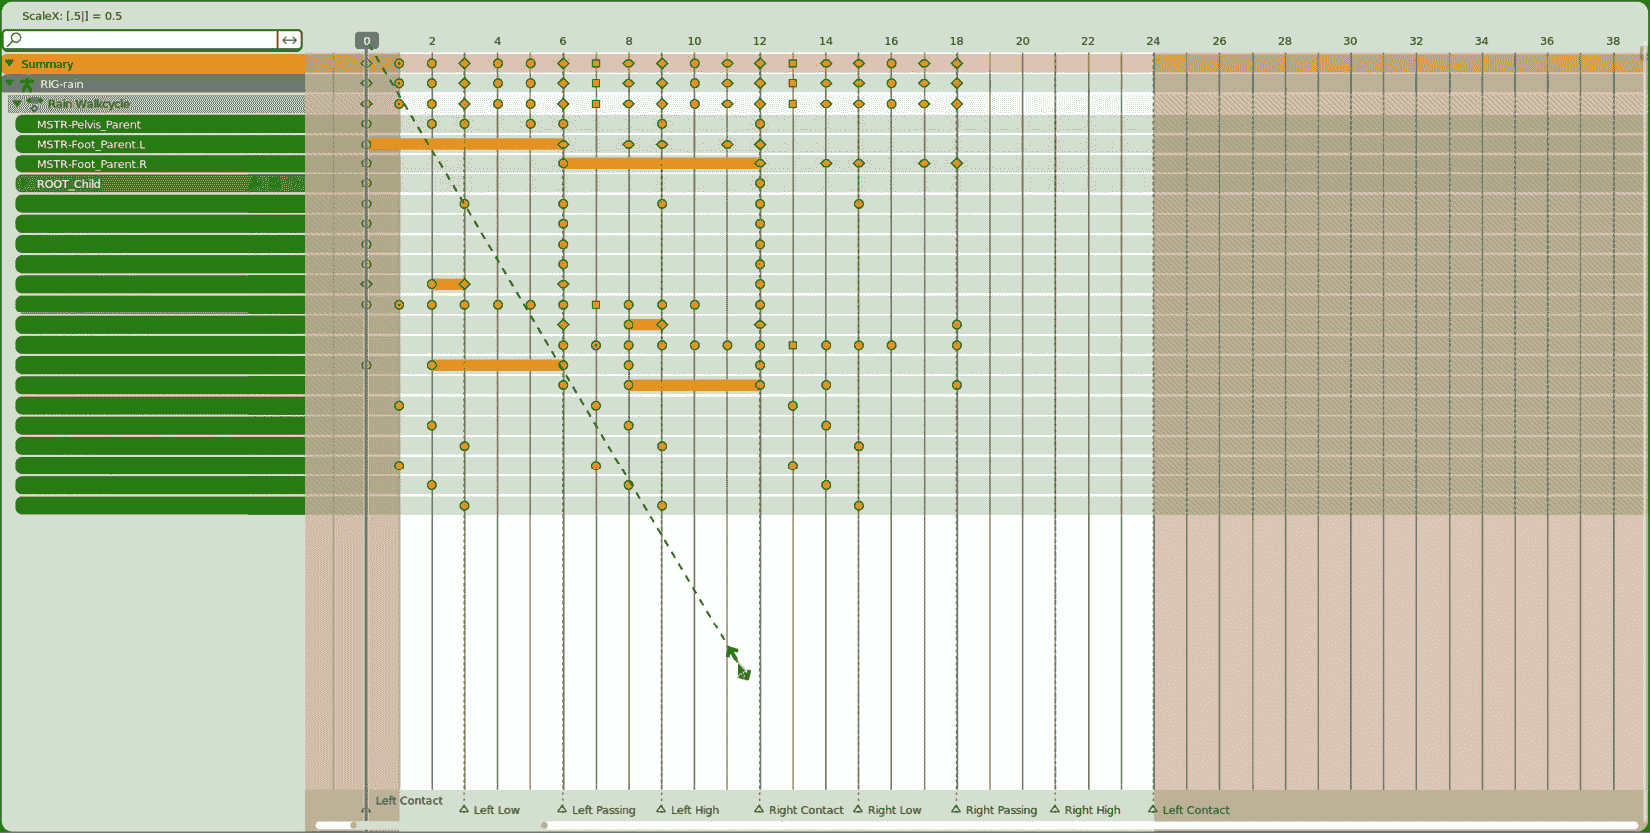 ScaleX: [.5|] = 0.5
0 2 4 6 8 10 12 14 16 18 20 22 24 26 28 30 32 34 36 38
Summary
RIG-rain
Rain Walkcycle
MSTR-Pelvis_Parent
MSTR-Foot_Parent.L
MSTR-Foot_Parent.R
ROOT_Child
Left Contact Left Low Left Passing Left High Right Contact Right Low Right Passing Right High Left Contact